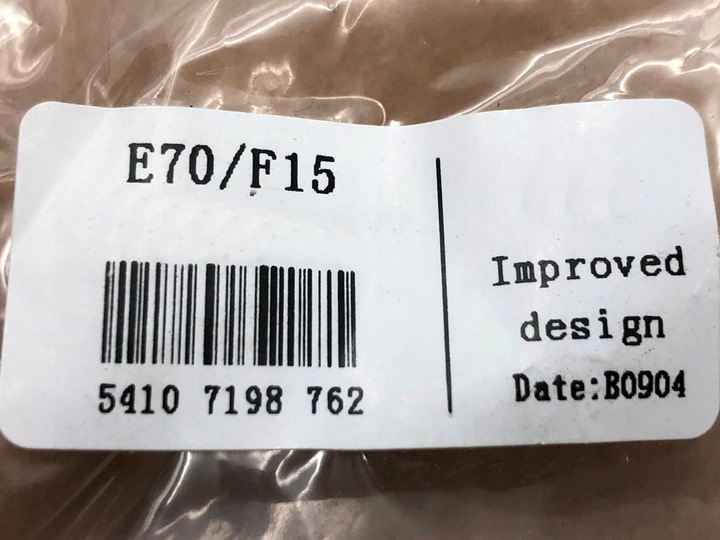 E70/F15
5410 7198 762
Improved
design
Date:B0904